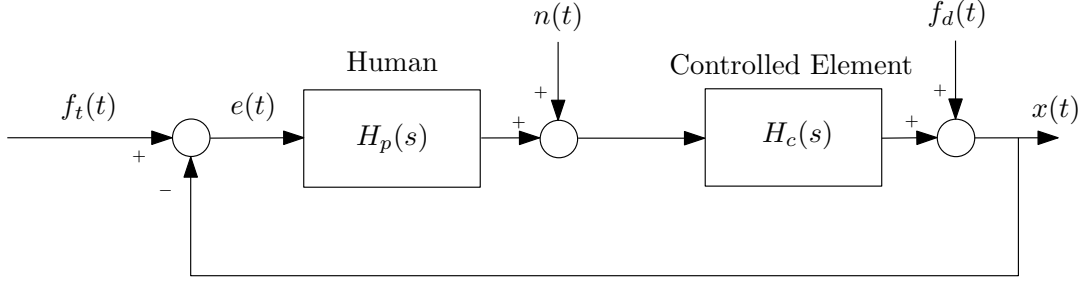 n(t)
f_d(t)
Human
Controlled Element
f_t(t)
e(t)
+
+
x(t)
+
H_p(s)
+
H_c(s)
+
−